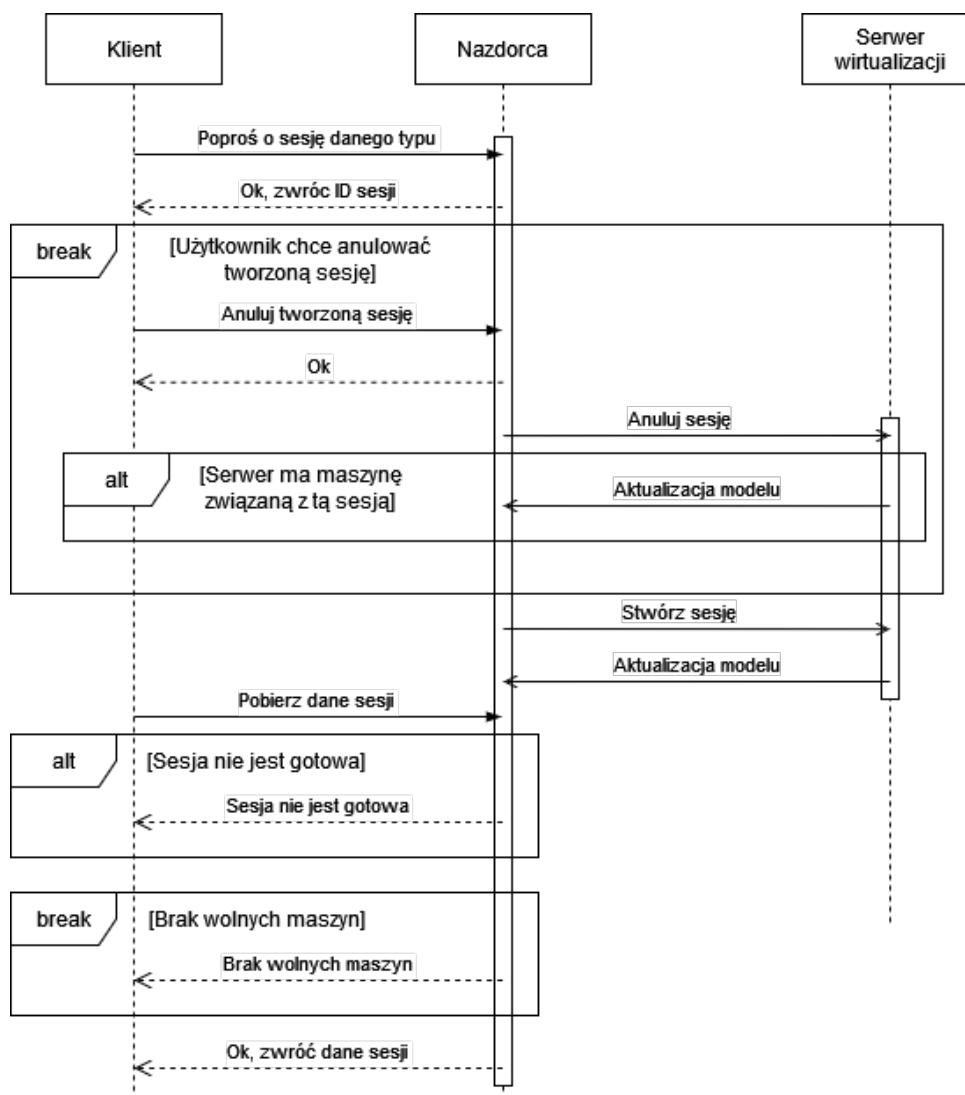 Klient
Nazdorca
Serwer
wirtualizacji
Poproś o sesję danego typu
Ok, zwróc ID sesji
break
[Użytkownik chce anulować
tworzoną sesję]
Anuluj tworzoną sesję
Ok
Anuluj sesję
alt
[Serwer ma maszynę
związaną z tą sesją]
Aktualizacja modelu
Stwórz sesję
Aktualizacja modelu
Pobierz dane sesji
alt
[Sesja nie jest gotowa]
Sesja nie jest gotowa
break
[Brak wolnych maszyn]
Brak wolnych maszyn
Ok, zwróć dane sesji